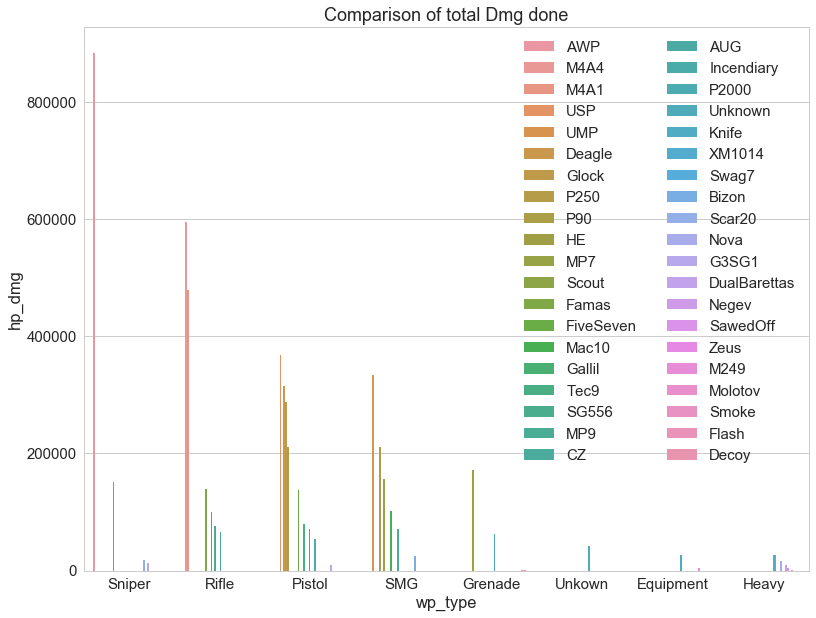 Comparison of total Dmg done
hp_dmg
800000
600000
400000
200000
0
Sniper Rifle Pistol SMG Grenade Unkown Equipment Heavy
wp_type
AWP
M4A4
M4A1
USP
UMP
Deagle
Glock
P250
P90
HE
MP7
Scout
Famas
FiveSeven
Mac10
Gallil
Tec9
SG556
MP9
CZ
AUG
Incendiary
P2000
Unknown
Knife
XM1014
Swag7
Bizon
Scar20
Nova
G3SG1
DualBarettas
Negev
SawedOff
Zeus
M249
Molotov
Smoke
Flash
Decoy